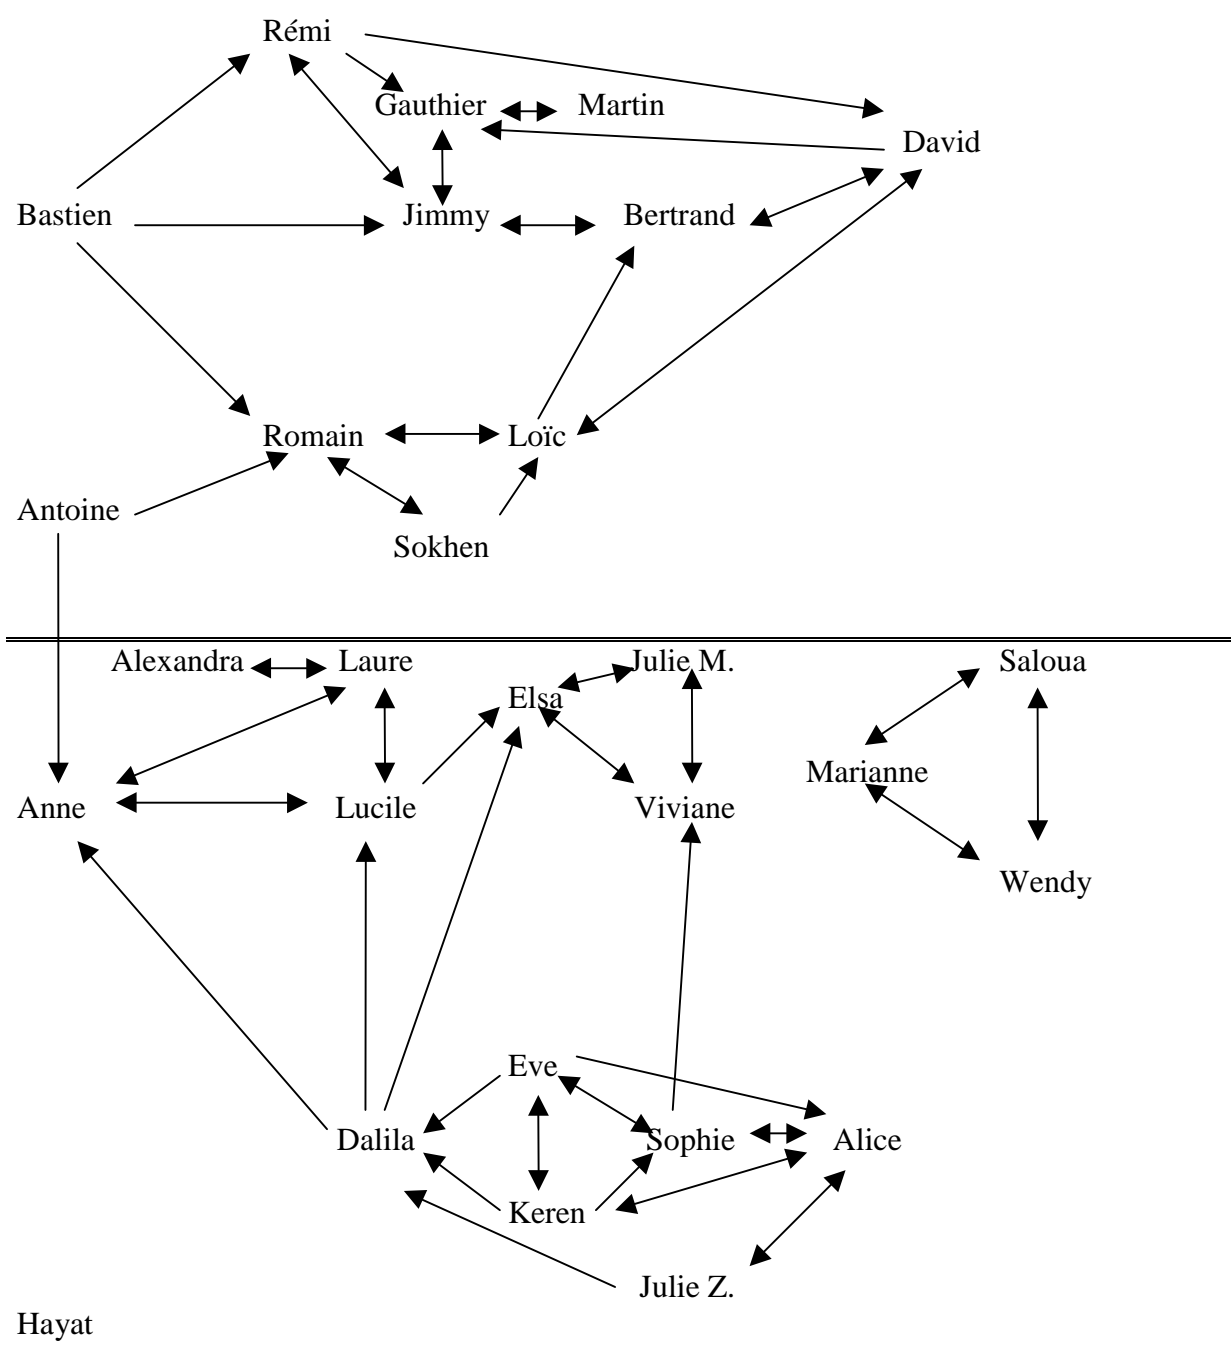 Rémi
Gauthier Martin
David
Bastien Jimmy Bertrand
Romain Loïc
Antoine
Sokhen
Alexandra Laure Julie M. Saloua
Elsa
Marianne
Anne Lucile Viviane
Wendy
Eve
Dalila Sophie Alice
Keren
Julie Z.
Hayat